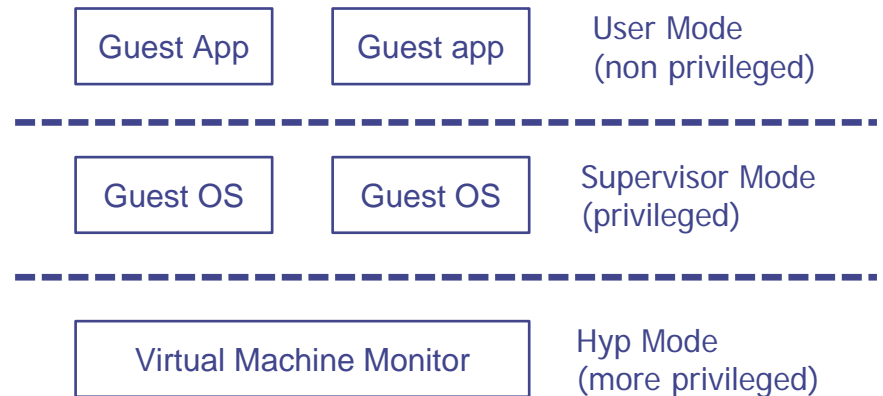 Guest App
Guest app
User Mode
(non privileged)
Guest OS
Guest OS
Supervisor Mode
(privileged)
Virtual Machine Monitor
Hyp Mode
(more privileged)